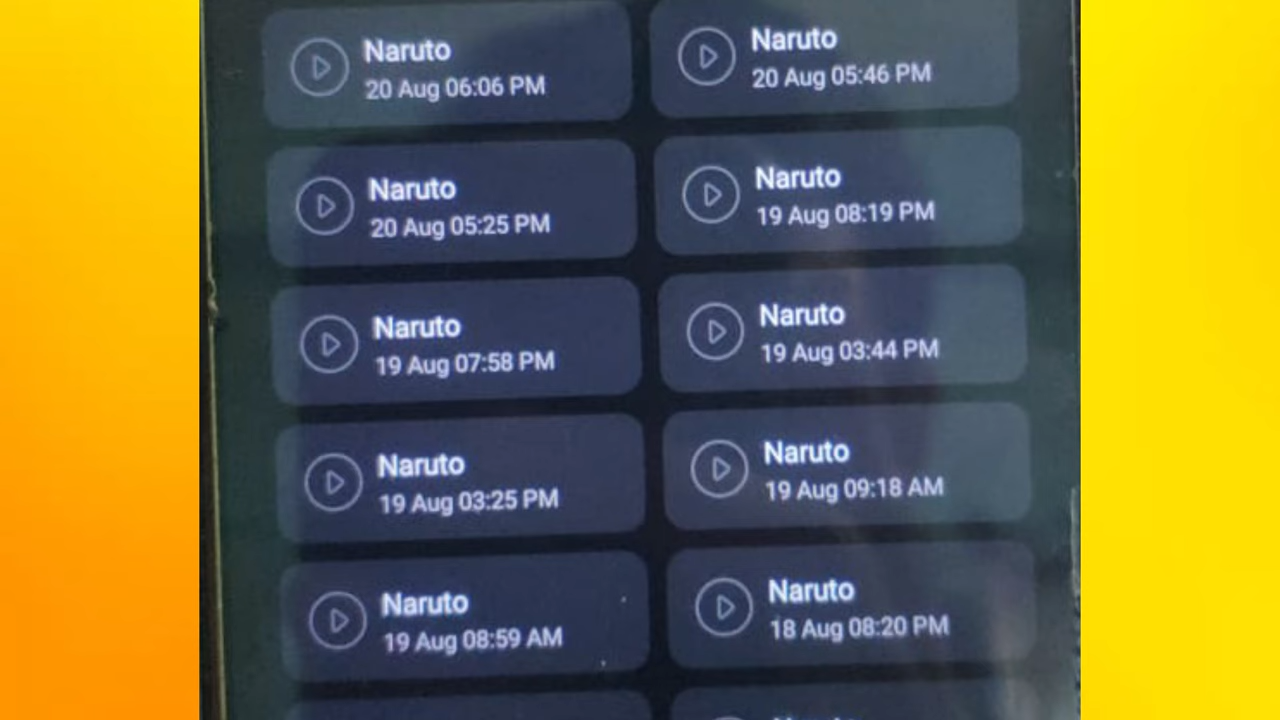 Naruto
20 Aug 06:06 PM
Naruto
20 Aug 05:46 PM
Naruto
20 Aug 05:25 PM
Naruto
19 Aug 08:19 PM
Naruto
19 Aug 07:58 PM
Naruto
19 Aug 03:44 PM
Naruto
19 Aug 03:25 PM
Naruto
19 Aug 09:18 AM
Naruto
19 Aug 08:59 AM
Naruto
18 Aug 08:20 PM